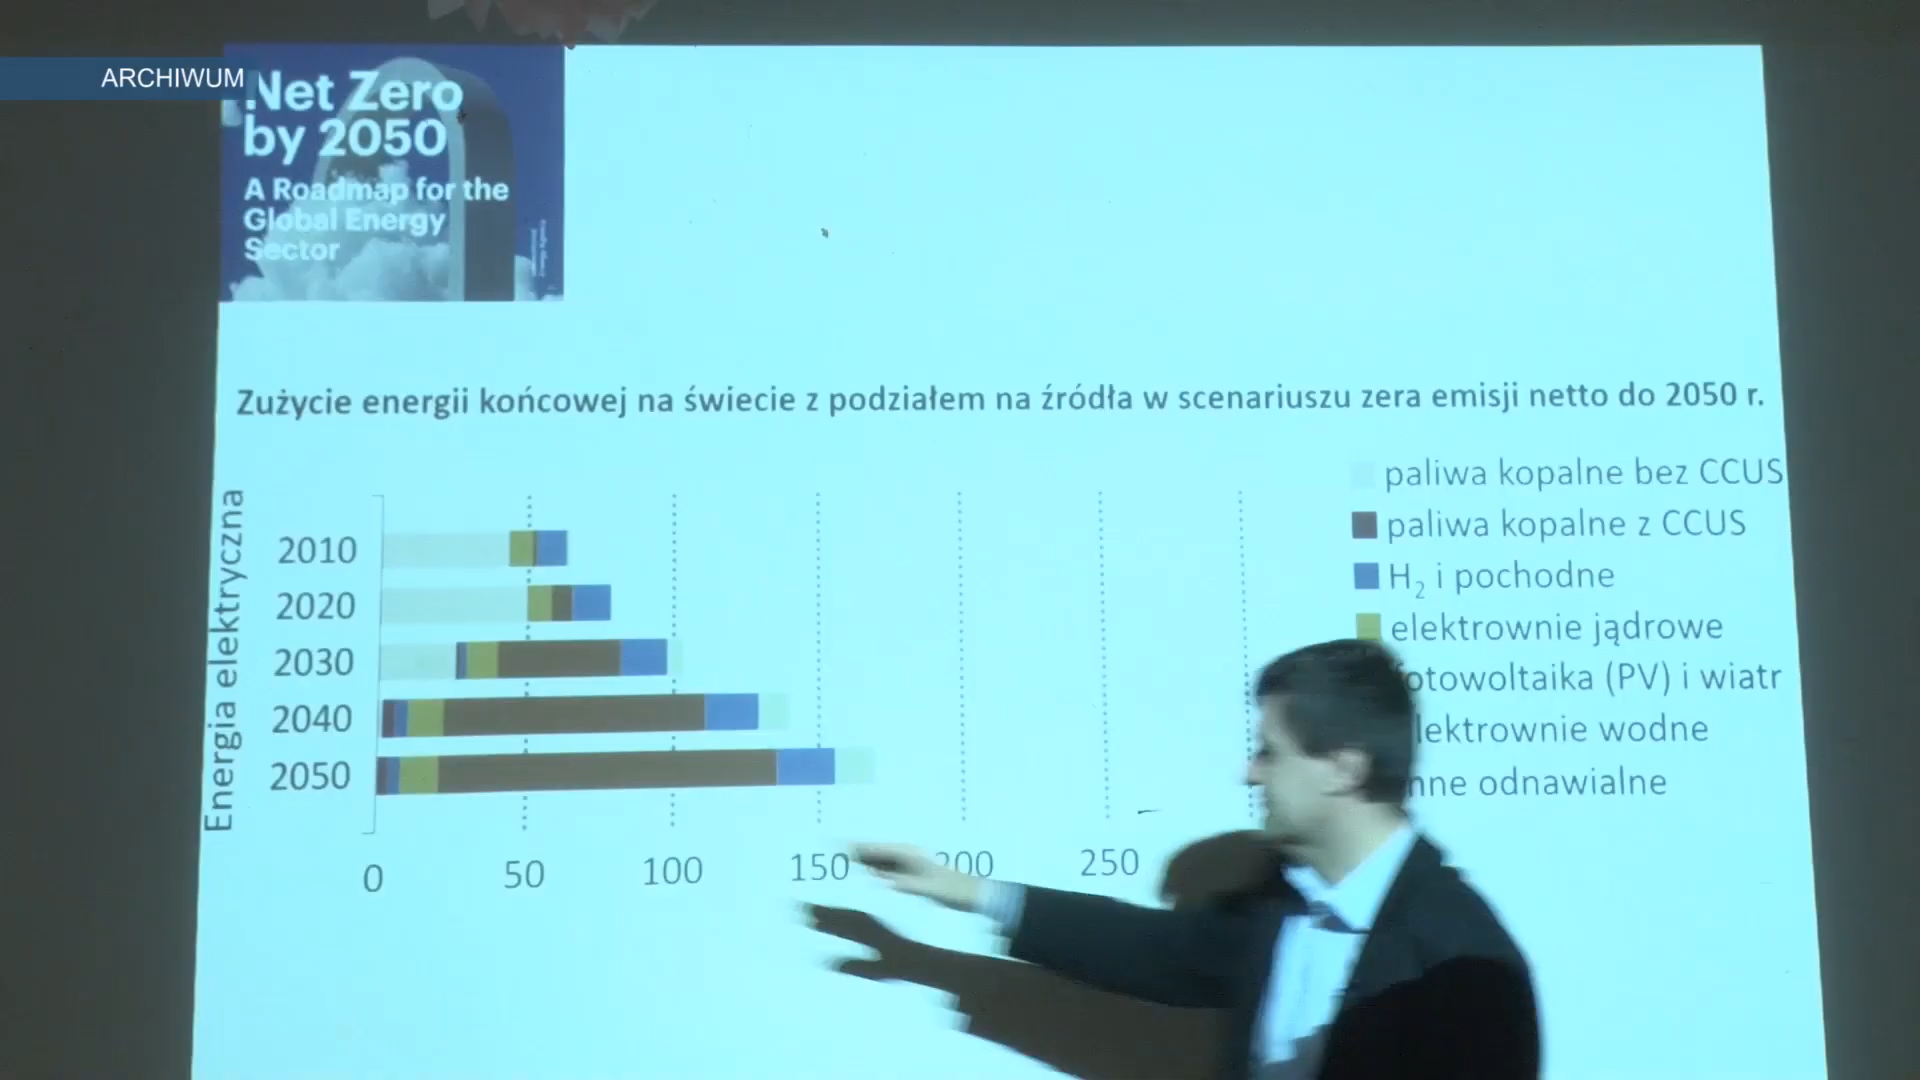 ARCHIWUM
Net Zero
by 2050
A Roadmap for the
Global Energy
Sector
Zużycie energii końcowej na świecie z podziałem na źródła w scenariuszu zera emisji netto do 2050 r.
Energia elektryczna
2010
2020
2030
2040
2050
0 50 100 150 200 250
paliwa kopalne bez CCUS
paliwa kopalne z CCUS
H₂ i pochodne
elektrownie jądrowe
otowoltaika (PV) i wiatr
lektrownie wodne
nne odnawialne